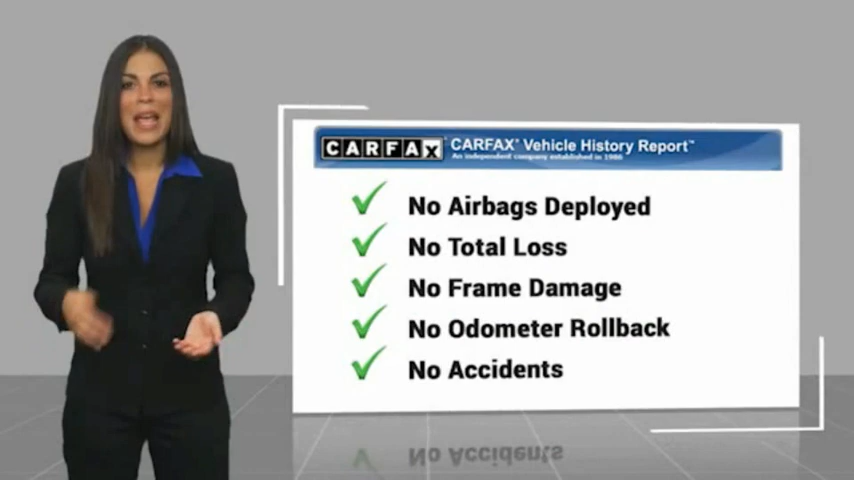 CARFAX CARFAX® Vehicle History Report™
An independent company established in 1986
No Airbags Deployed
No Total Loss
No Frame Damage
No Odometer Rollback
No Accidents
No Accidents